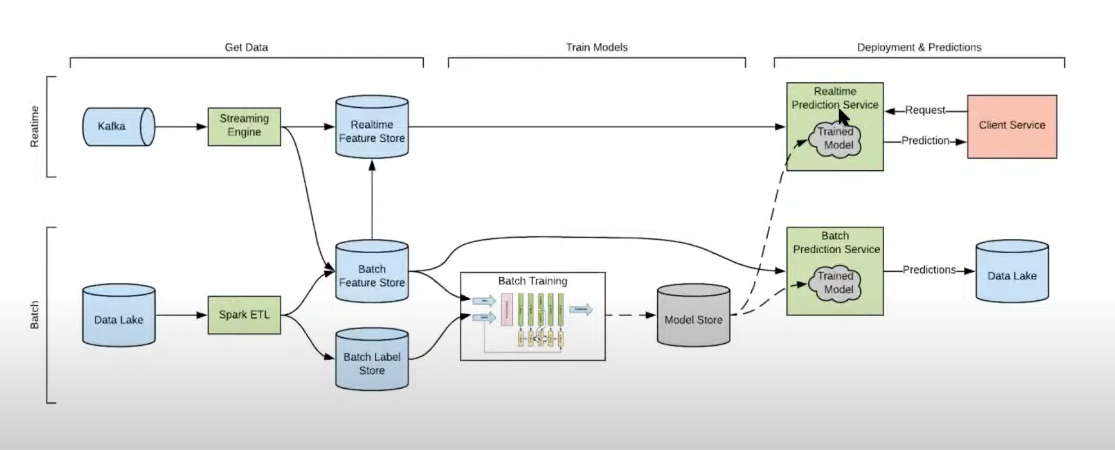 Get Data
Train Models
Deployment & Predictions
Realtime
Kafka
Streaming
Engine
Realtime
Feature Store
Realtime
Prediction Service
Trained
Model
Request
Prediction
Client Service
Batch
Data Lake
Spark ETL
Batch
Feature Store
Batch Label
Store
Batch Training
Model Store
Batch
Prediction Service
Trained
Model
Predictions
Data Lake